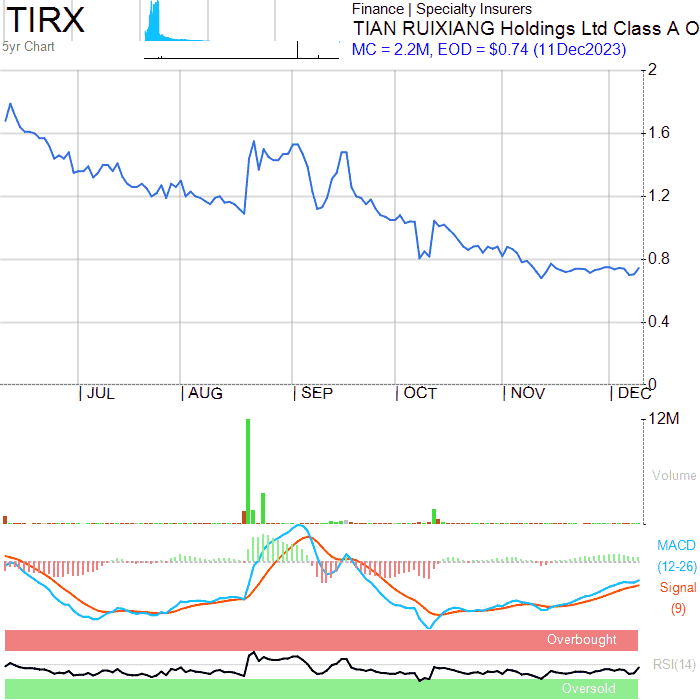 TIRX
5yr Chart
Finance | Specialty Insurers
TIAN RUIXIANG Holdings Ltd Class A O
MC = 2.2M, EOD = $0.74 (11Dec2023)
2
1.6
1.2
0.8
0.4
0
| JUL | AUG | SEP | OCT | NOV | DEC
12M
Volume
MACD
(12-26)
Signal
(9)
Overbought
RSI(14)
Oversold